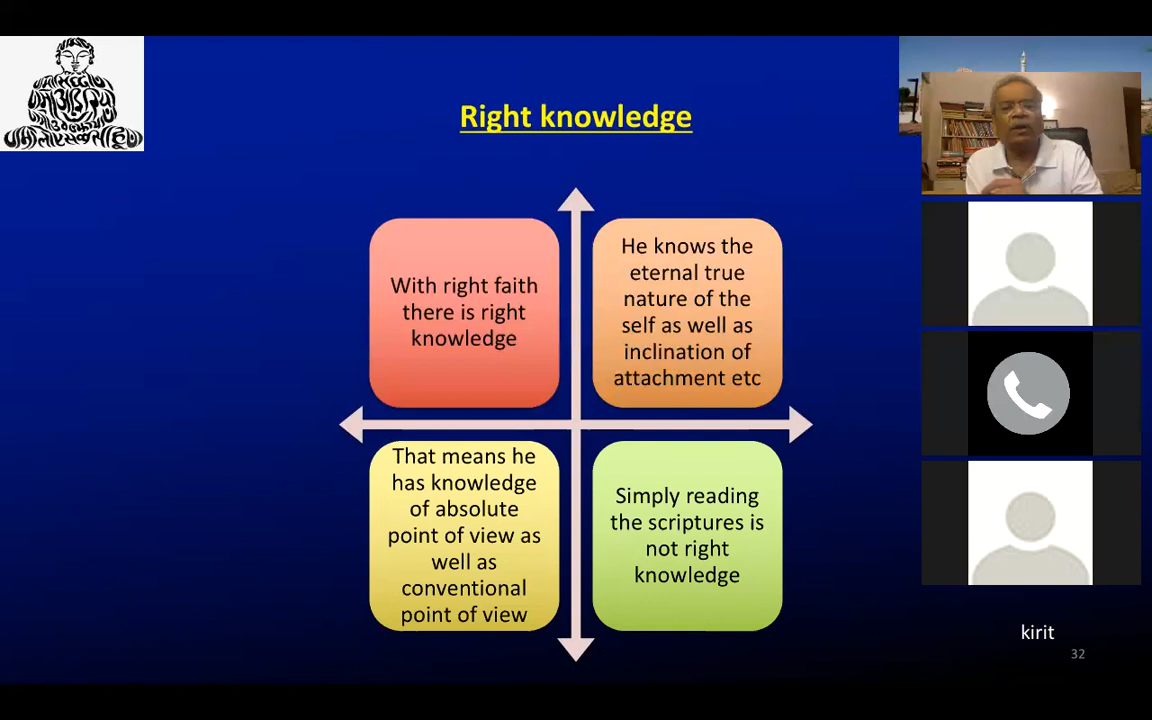 Right knowledge
With right faith
there is right
knowledge
He knows the
eternal true
nature of the
self as well as
inclination of
attachment etc
That means he
has knowledge
of absolute
point of view as
well as
conventional
point of view
Simply reading
the scriptures is
not right
knowledge
kirit
32